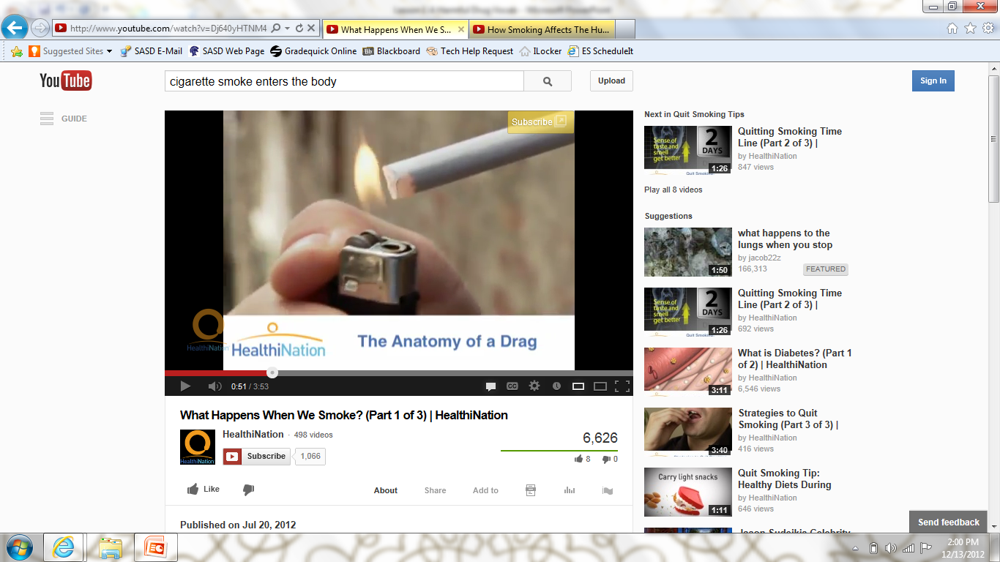 Lesson 6 A Harmful Drug Vocab - Microsoft PowerPoint
http://www.youtube.com/watch?v=Dj640yHTNM4
What Happens When We S...
How Smoking Affects The Hu...
Suggested Sites
SASD E-Mail
SASD Web Page
Gradequick Online
Bb
Blackboard
Tech Help Request
ILocker
ES ScheduleIt
YouTube
cigarette smoke enters the body
Upload
Sign In
GUIDE
Subscribe
HealthiNation
HealthiNation
The Anatomy of a Drag
0:51 / 3:53
CC
What Happens When We Smoke? (Part 1 of 3) | HealthiNation
HealthiNation
HealthiNation · 498 videos
Subscribe
1,066
6,626
8
0
Like
About
Share
Add to
Published on Jul 20, 2012
Next in Quit Smoking Tips
Sense of
taste and
smell
get better
2
DAYS
1:26
Quit Smoking:
Quitting Smoking Time
Line (Part 2 of 3) |
by HealthiNation
847 views
Play all 8 videos
Suggestions
1:50
what happens to the
lungs when you stop
by jacob22z
166,313
FEATURED
Sense of
taste and
smell
get better
2
DAYS
1:26
Quit Smoking:
Quitting Smoking Time
Line (Part 2 of 3) |
by HealthiNation
692 views
3:11
What is Diabetes? (Part 1
of 2) | HealthiNation
by HealthiNation
6,546 views
3:40
Strategies to Quit
Smoking (Part 3 of 3) |
by HealthiNation
416 views
Carry light snacks
1:11
Quit Smoking Tip:
Healthy Diets During
by HealthiNation
646 views
Jason Sudeikis Celebrity
Send feedback
2:00 PM
12/13/2012